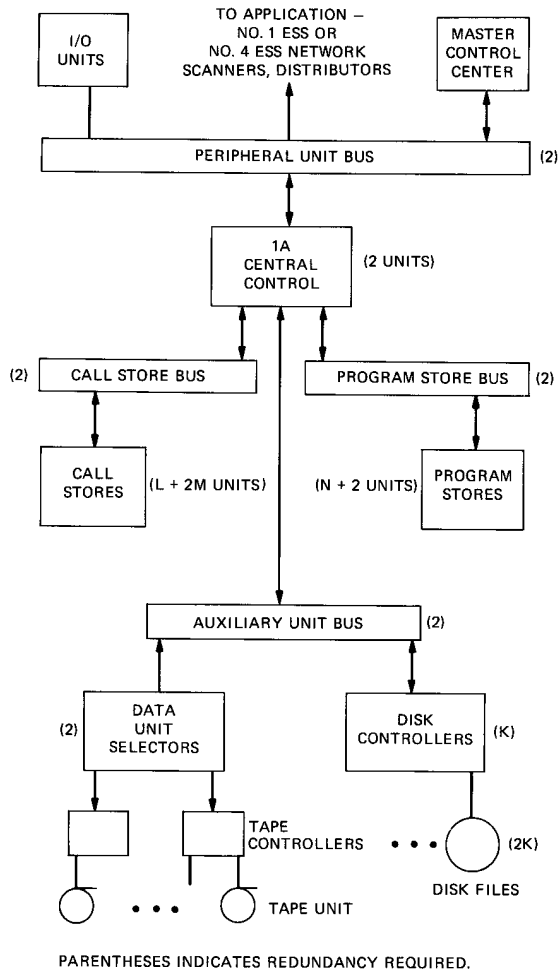 I/O
UNITS
TO APPLICATION –
NO. 1 ESS OR
NO. 4 ESS NETWORK
SCANNERS, DISTRIBUTORS
MASTER
CONTROL
CENTER
PERIPHERAL UNIT BUS
(2)
1A
CENTRAL
CONTROL
(2 UNITS)
(2)
CALL STORE BUS
PROGRAM STORE BUS
(2)
CALL
STORES
(L + 2M UNITS)
(N + 2 UNITS)
PROGRAM
STORES
AUXILIARY UNIT BUS
(2)
(2)
DATA
UNIT
SELECTORS
DISK
CONTROLLERS
(K)
TAPE
CONTROLLERS
(2K)
DISK FILES
TAPE UNIT
PARENTHESES INDICATES REDUNDANCY REQUIRED.